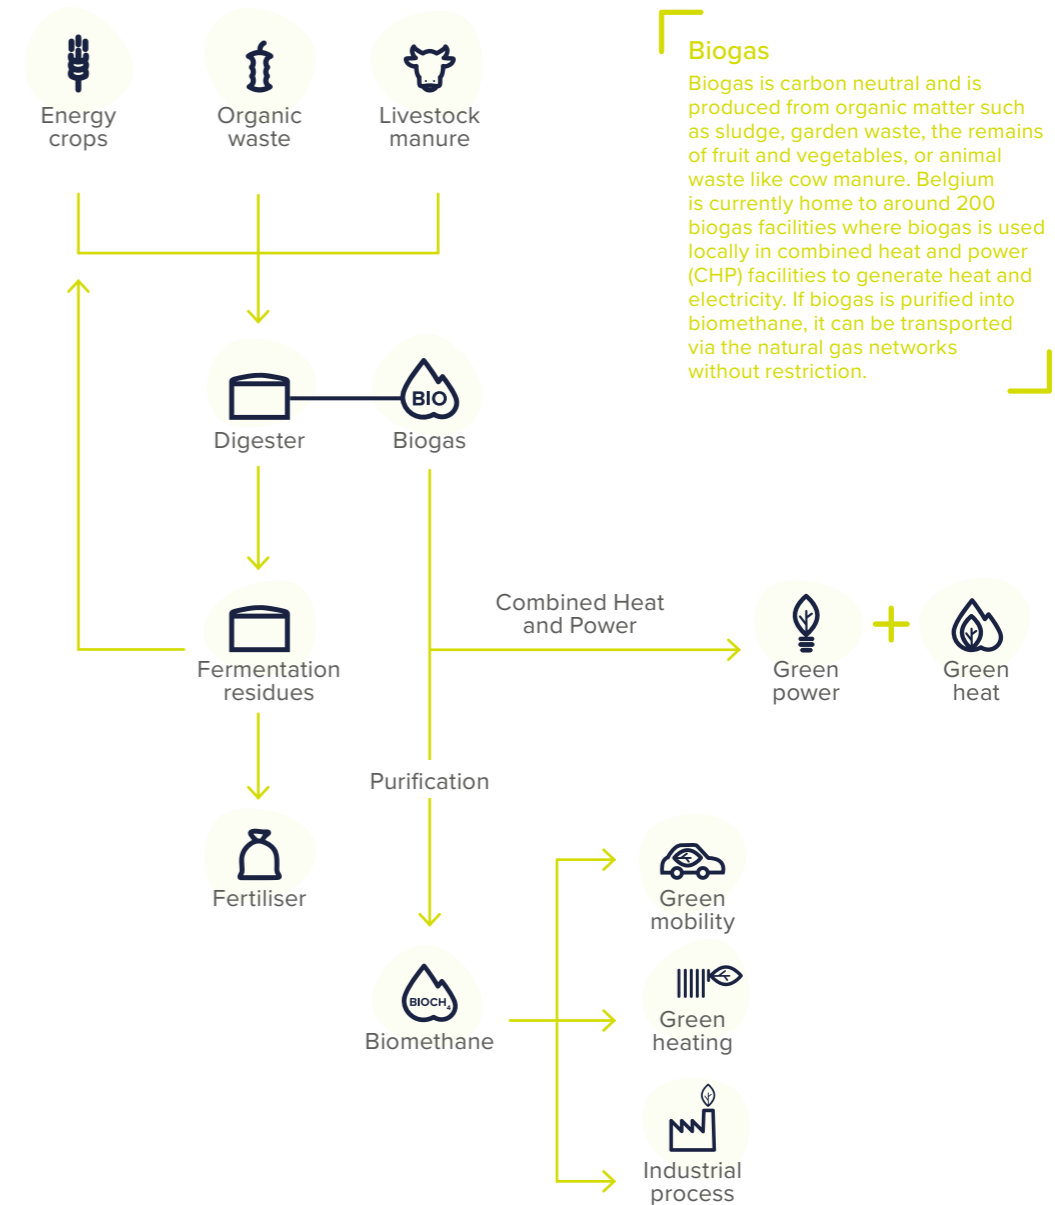 Energy
crops
Organic
waste
Livestock
manure
Biogas
Biogas is carbon neutral and is
produced from organic matter such
as sludge, garden waste, the remains
of fruit and vegetables, or animal
waste like cow manure. Belgium
is currently home to around 200
biogas facilities where biogas is used
locally in combined heat and power
(CHP) facilities to generate heat and
electricity. If biogas is purified into
biomethane, it can be transported
via the natural gas networks
without restriction.
BIO
Digester
Biogas
Combined Heat
and Power
Fermentation
residues
Green
power
Green
heat
Purification
Fertiliser
Green
mobility
BIOCH4
Biomethane
Green
heating
Industrial
process